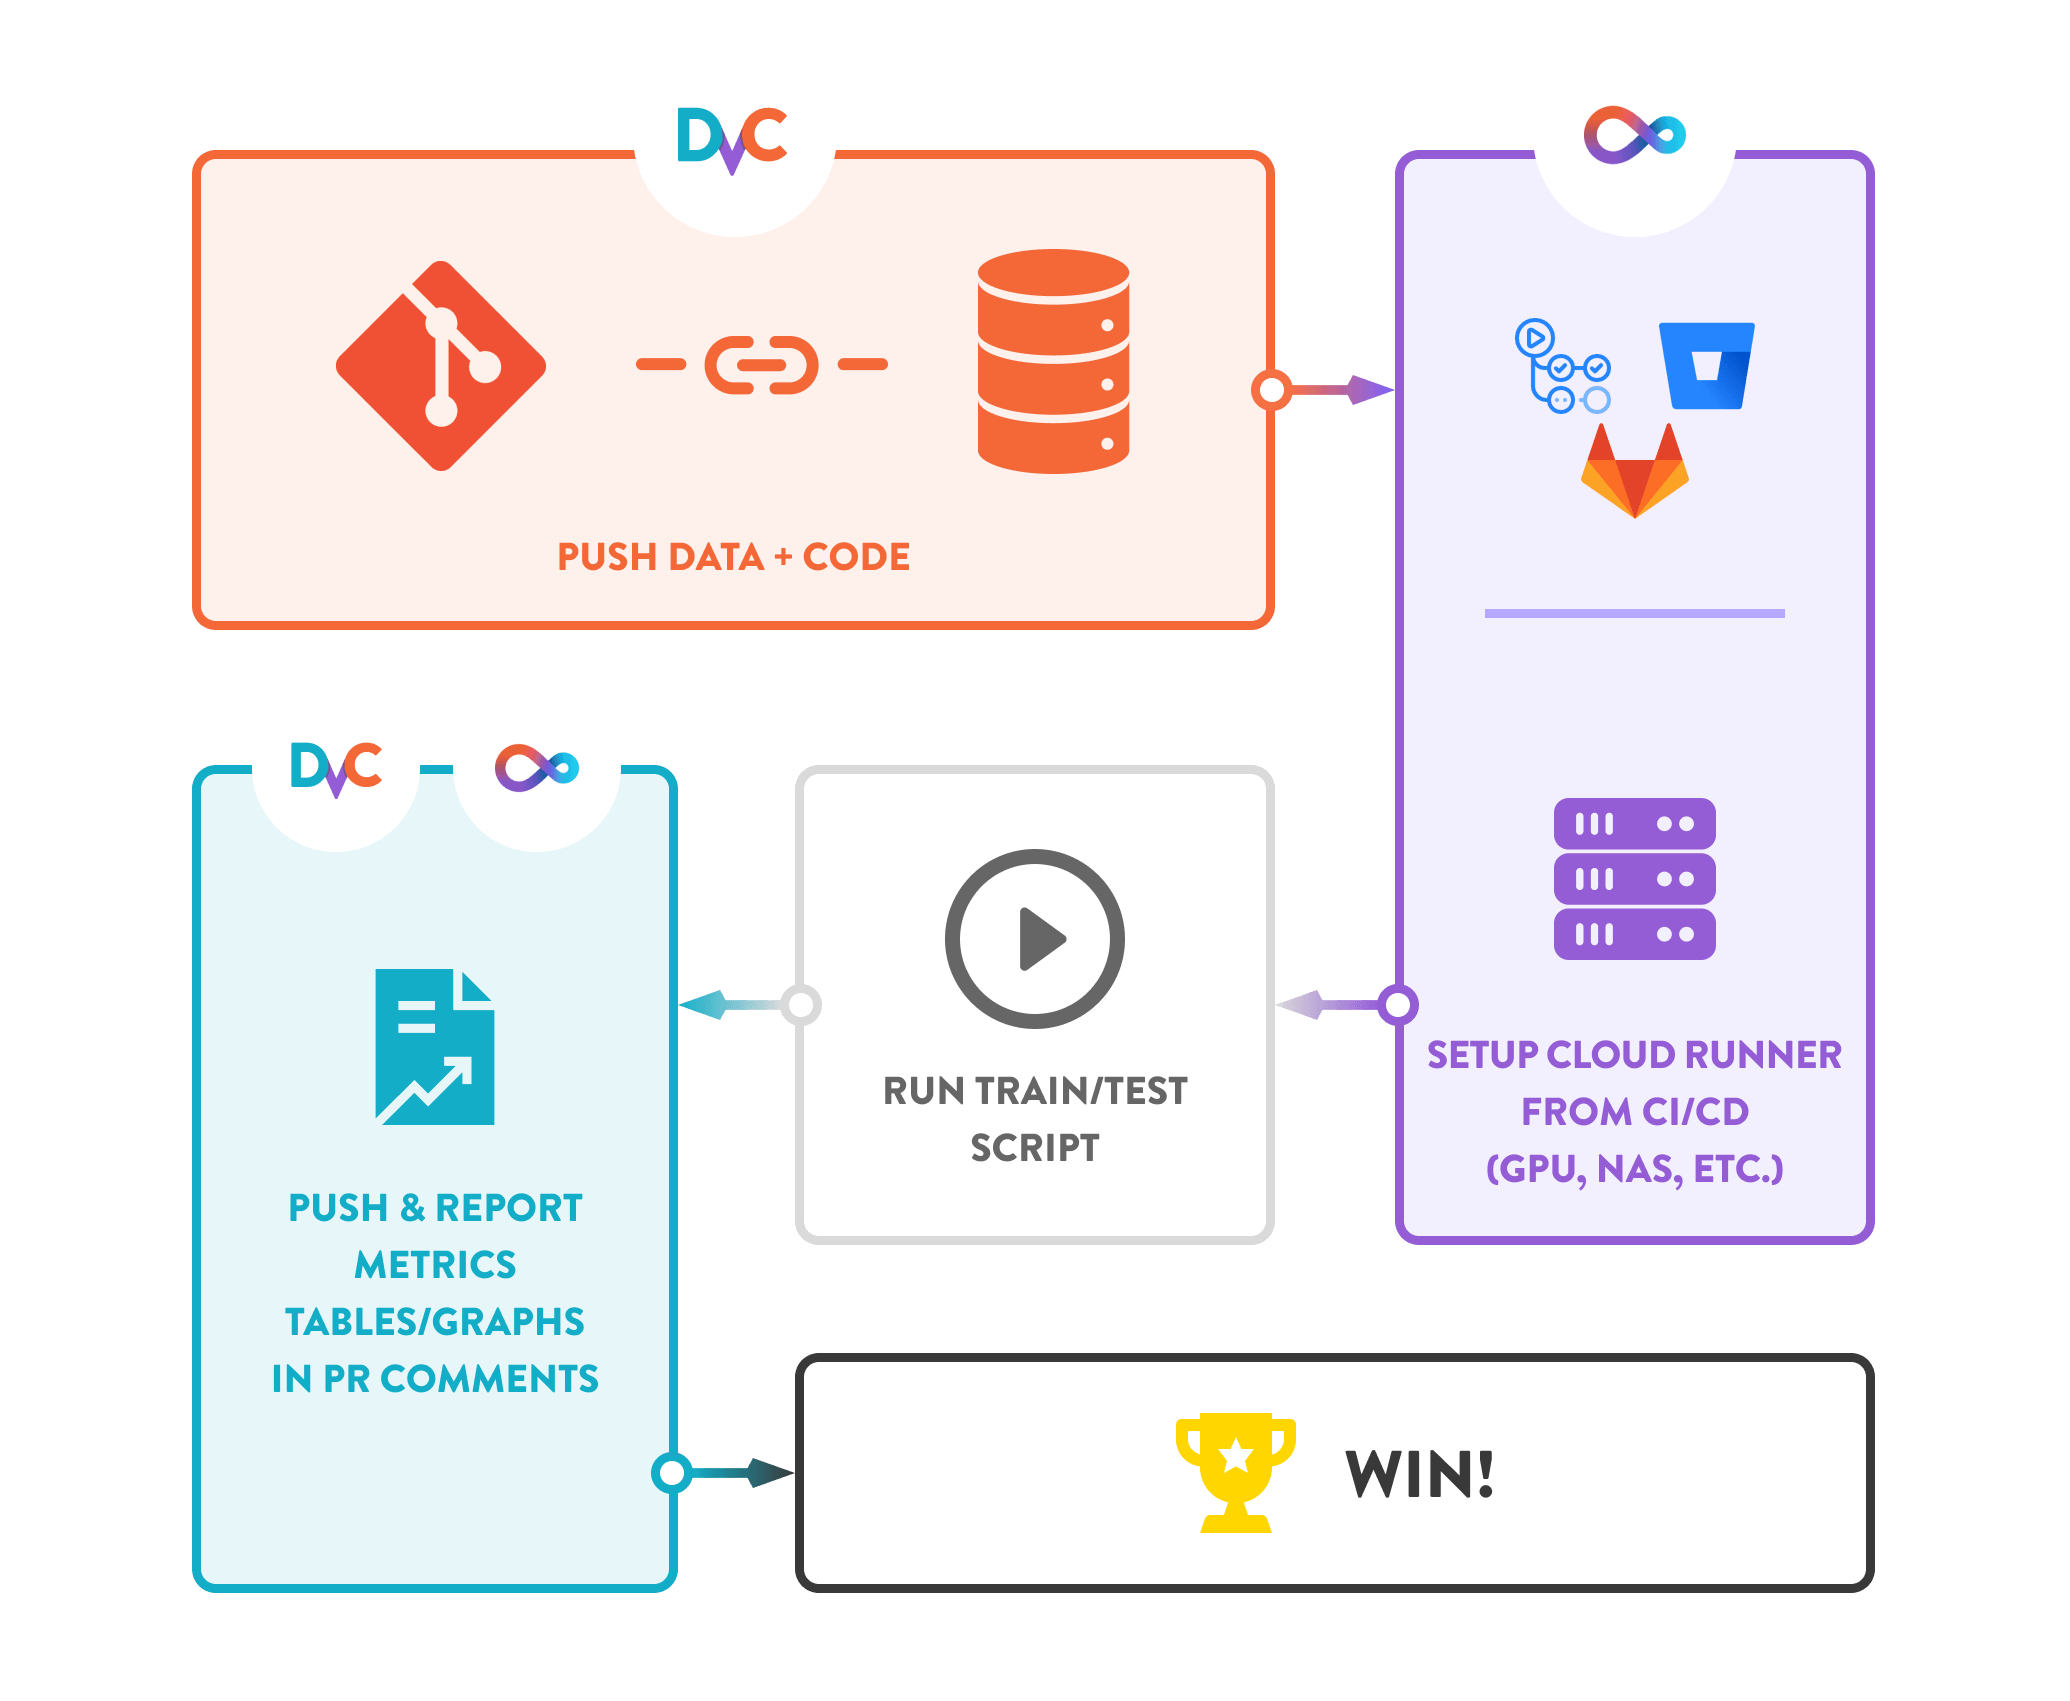 DVC
PUSH DATA + CODE
SETUP CLOUD RUNNER
FROM CI/CD
(GPU, NAS, ETC.)
RUN TRAIN/TEST
SCRIPT
DVC
PUSH & REPORT
METRICS
TABLES/GRAPHS
IN PR COMMENTS
WIN!